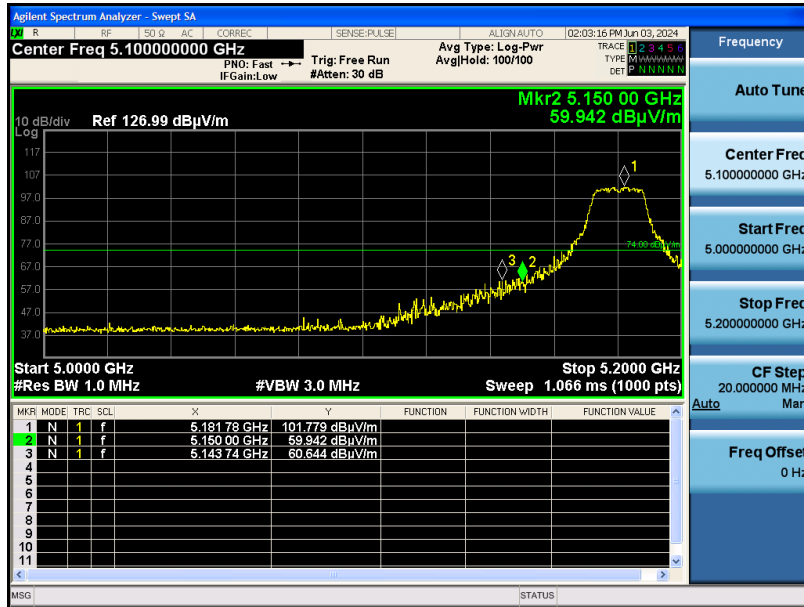 Agilent Spectrum Analyzer - Swept SA
LXI R RF 50 Ω AC CORREC SENSE:PULSE ALIGN AUTO 02:03:16 PM Jun 03, 2024
Center Freq 5.100000000 GHz
PNO: Fast
IFGain:Low
Trig: Free Run
#Atten: 30 dB
Avg Type: Log-Pwr
Avg|Hold: 100/100
TRACE 1 2 3 4 5 6
TYPE M
DET P N N N N N
Mkr2 5.150 00 GHz
59.942 dBµV/m
10 dB/div
Log
Ref 126.99 dBµV/m
117
107
97.0
87.0
77.0
67.0
57.0
47.0
37.0
1
3
2
Start 5.0000 GHz
Stop 5.2000 GHz
#Res BW 1.0 MHz
#VBW 3.0 MHz
Sweep 1.066 ms (1000 pts)
MKR MODE TRC SCL X Y FUNCTION FUNCTION WIDTH FUNCTION VALUE
1 N 1 f 5.181 78 GHz 101.779 dBµV/m
2 N 1 f 5.150 00 GHz 59.942 dBµV/m
3 N 1 f 5.143 74 GHz 60.644 dBµV/m
4
5
6
7
8
9
10
11
MSG
STATUS
Frequency
Auto Tune
Center Freq
5.100000000 GHz
Start Freq
5.000000000 GHz
Stop Freq
5.200000000 GHz
CF Step
20.000000 MHz
Auto Man
Freq Offset
0 Hz